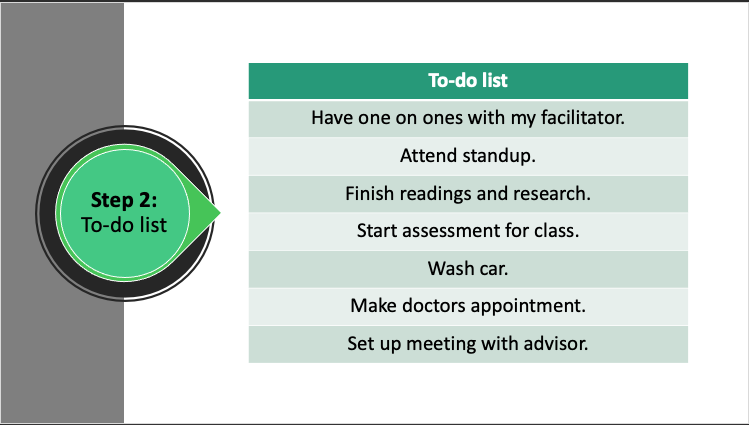 Step 2:
To-do list
To-do list
Have one on ones with my facilitator.
Attend standup.
Finish readings and research.
Start assessment for class.
Wash car.
Make doctors appointment.
Set up meeting with advisor.